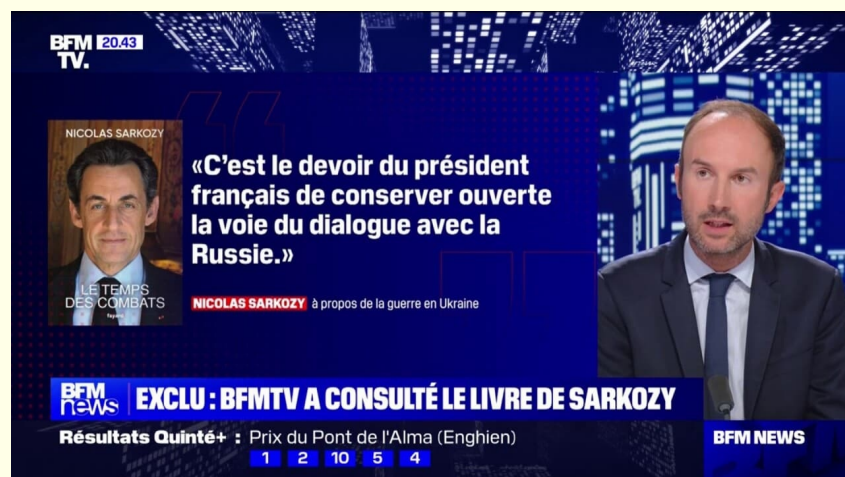 BFM 20.43
TV.
NICOLAS SARKOZY
LE TEMPS
DES COMBATS
fayard
«C'est le devoir du président
français de conserver ouverte
la voie du dialogue avec la
Russie.»
NICOLAS SARKOZY à propos de la guerre en Ukraine
BFM
news
EXCLU : BFMTV A CONSULTÉ LE LIVRE DE SARKOZY
Résultats Quinté+ : Prix du Pont de l'Alma (Enghien)
1 2 10 5 4
BFM NEWS